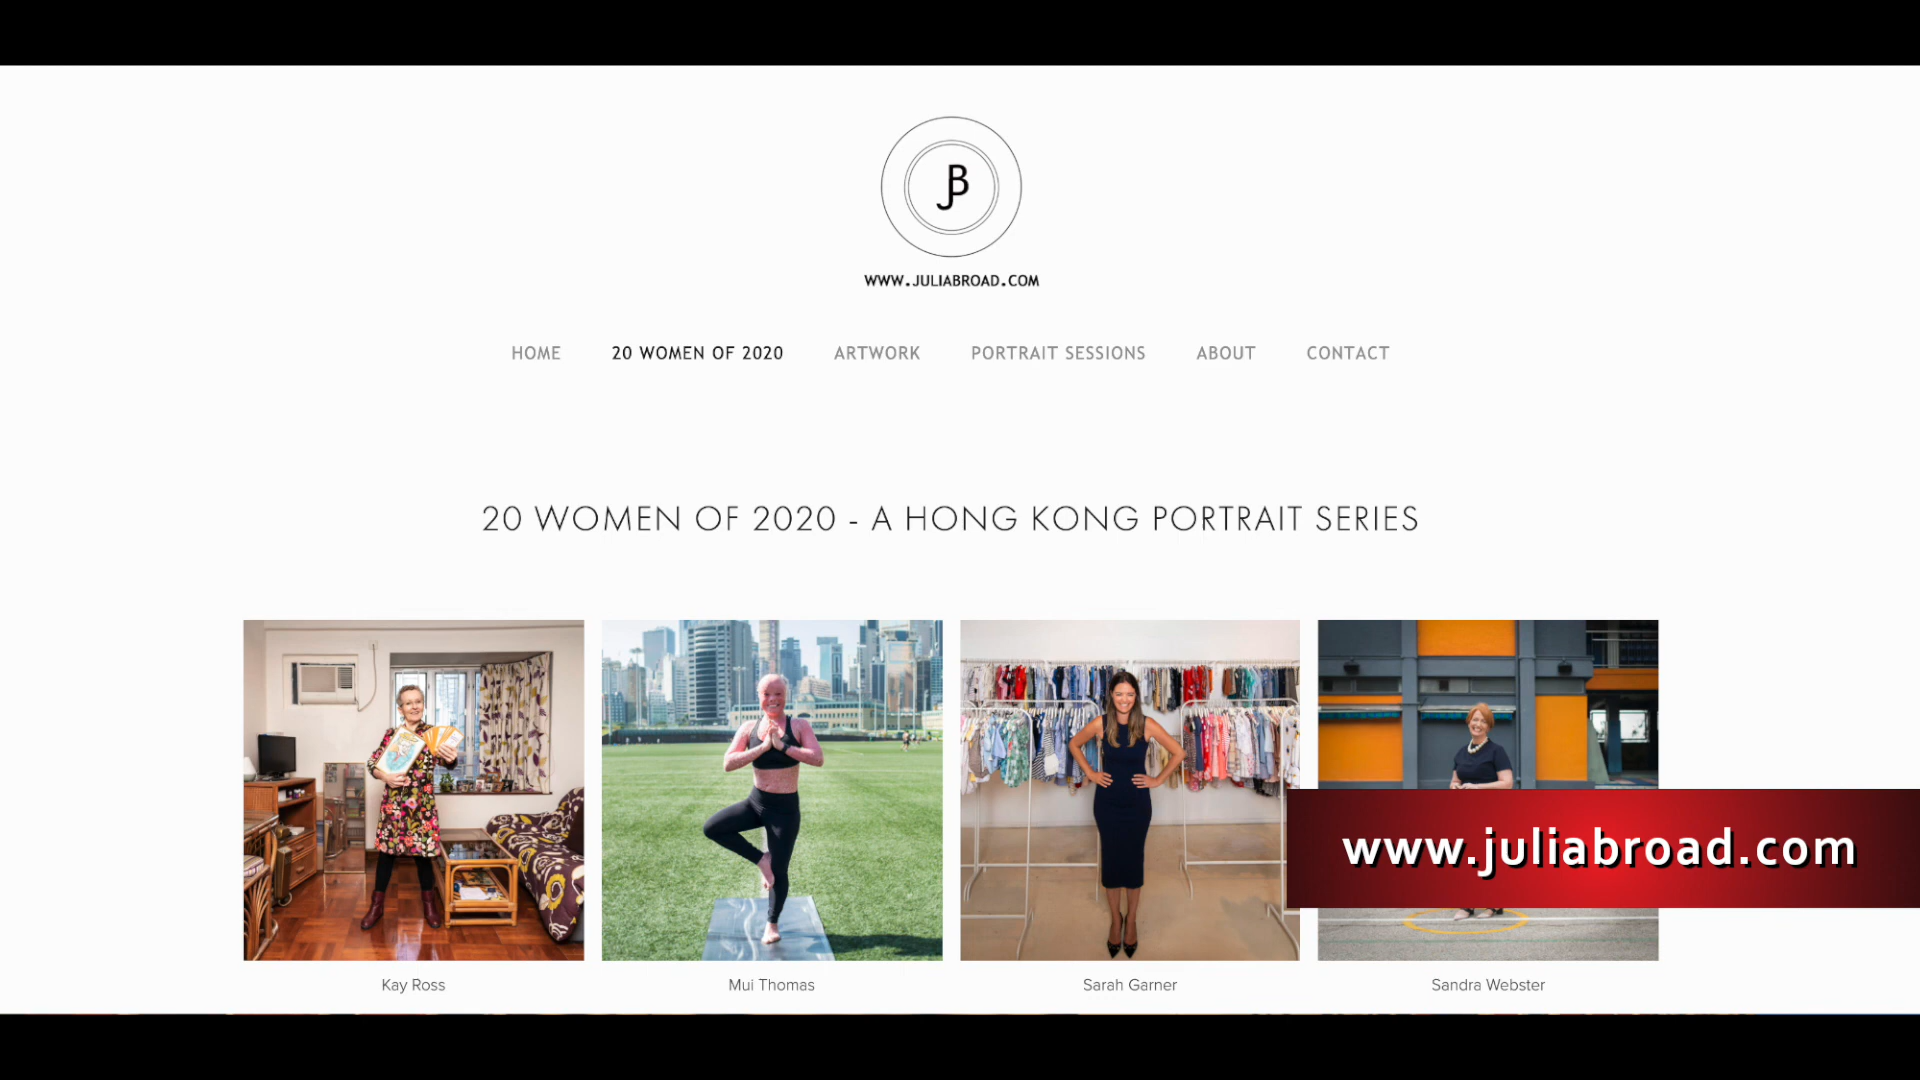 JB
WWW.JULIABROAD.COM
HOME 20 WOMEN OF 2020 ARTWORK PORTRAIT SESSIONS ABOUT CONTACT
20 WOMEN OF 2020 - A HONG KONG PORTRAIT SERIES
www.juliabroad.com
Kay Ross Mui Thomas Sarah Garner Sandra Webster